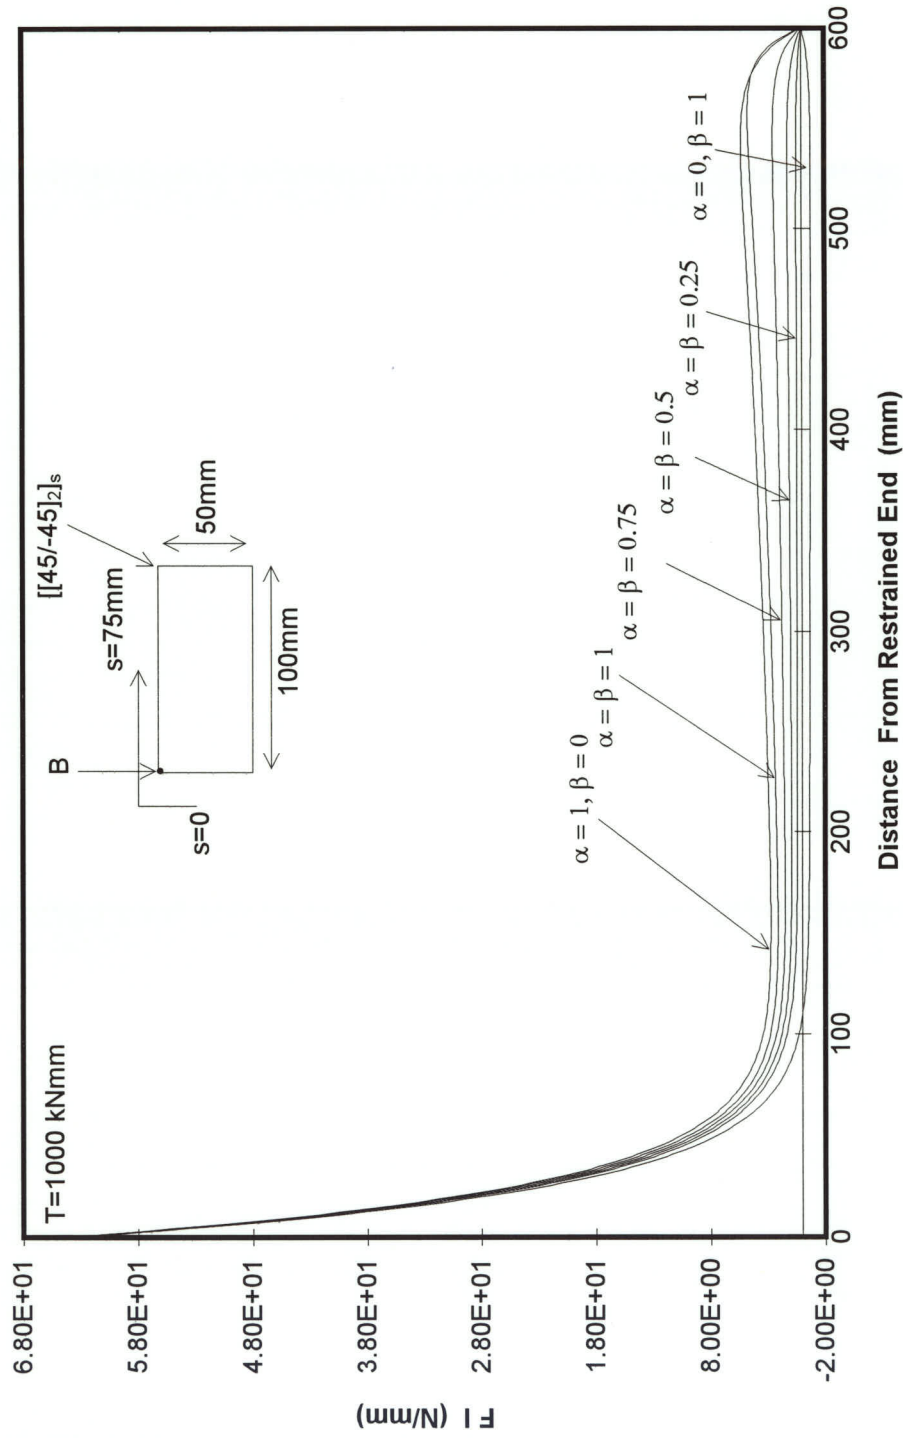 T=1000 kNmm
B
s=0
s=75mm
[[45/-45]₂]ₛ
50mm
100mm
α = 1, β = 0
α = β = 1
α = β = 0.75
α = β = 0.5
α = β = 0.25
α = 0, β = 1
6.80E+01
5.80E+01
4.80E+01
3.80E+01
2.80E+01
1.80E+01
8.00E+00
-2.00E+00
F I (N/mm)
0
100
200
300
400
500
600
Distance From Restrained End (mm)